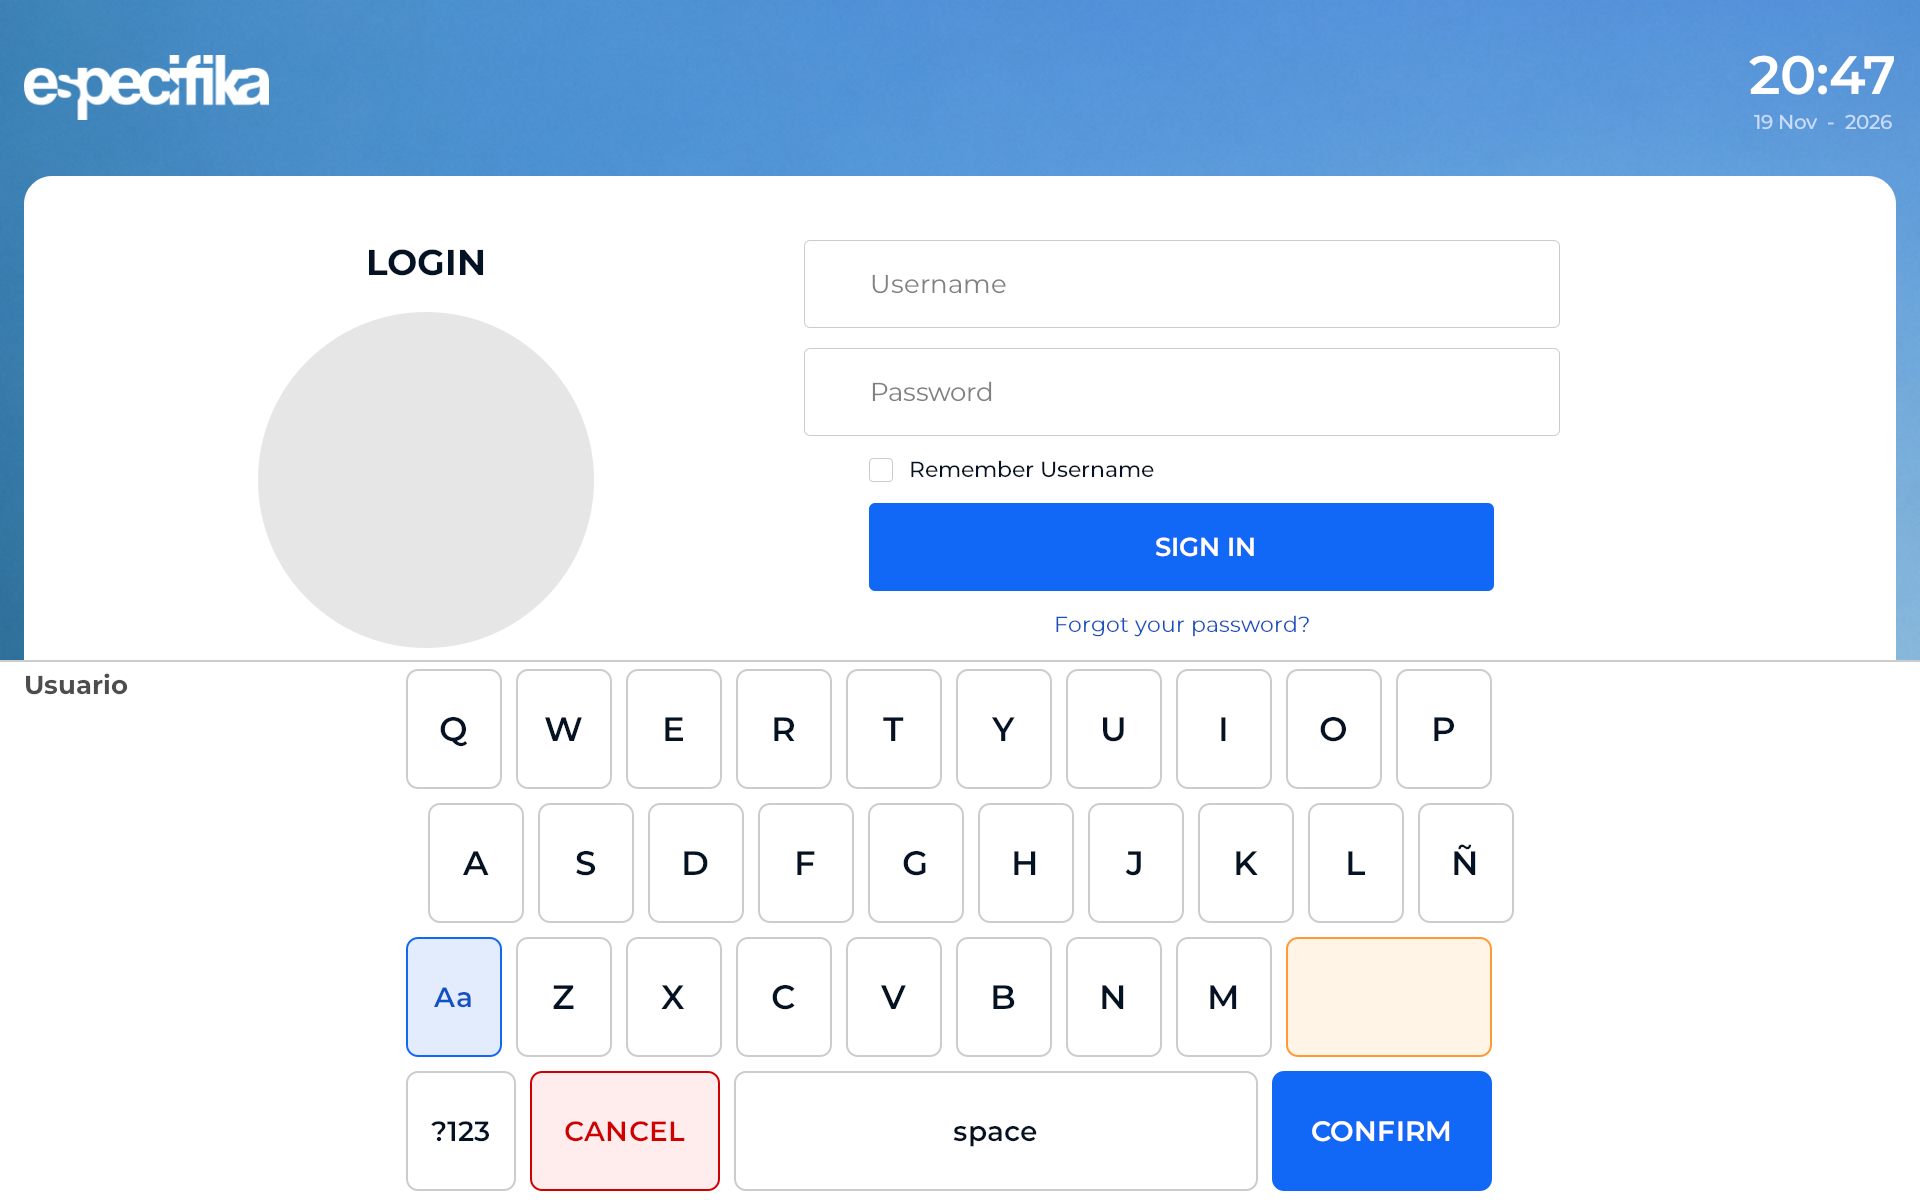 especifika
20:47
19 Nov - 2026
LOGIN
Username
Password
Remember Username
SIGN IN
Forgot your password?
Usuario
Q W E R T Y U I O P
A S D F G H J K L Ñ
Aa Z X C V B N M
?123 CANCEL space CONFIRM